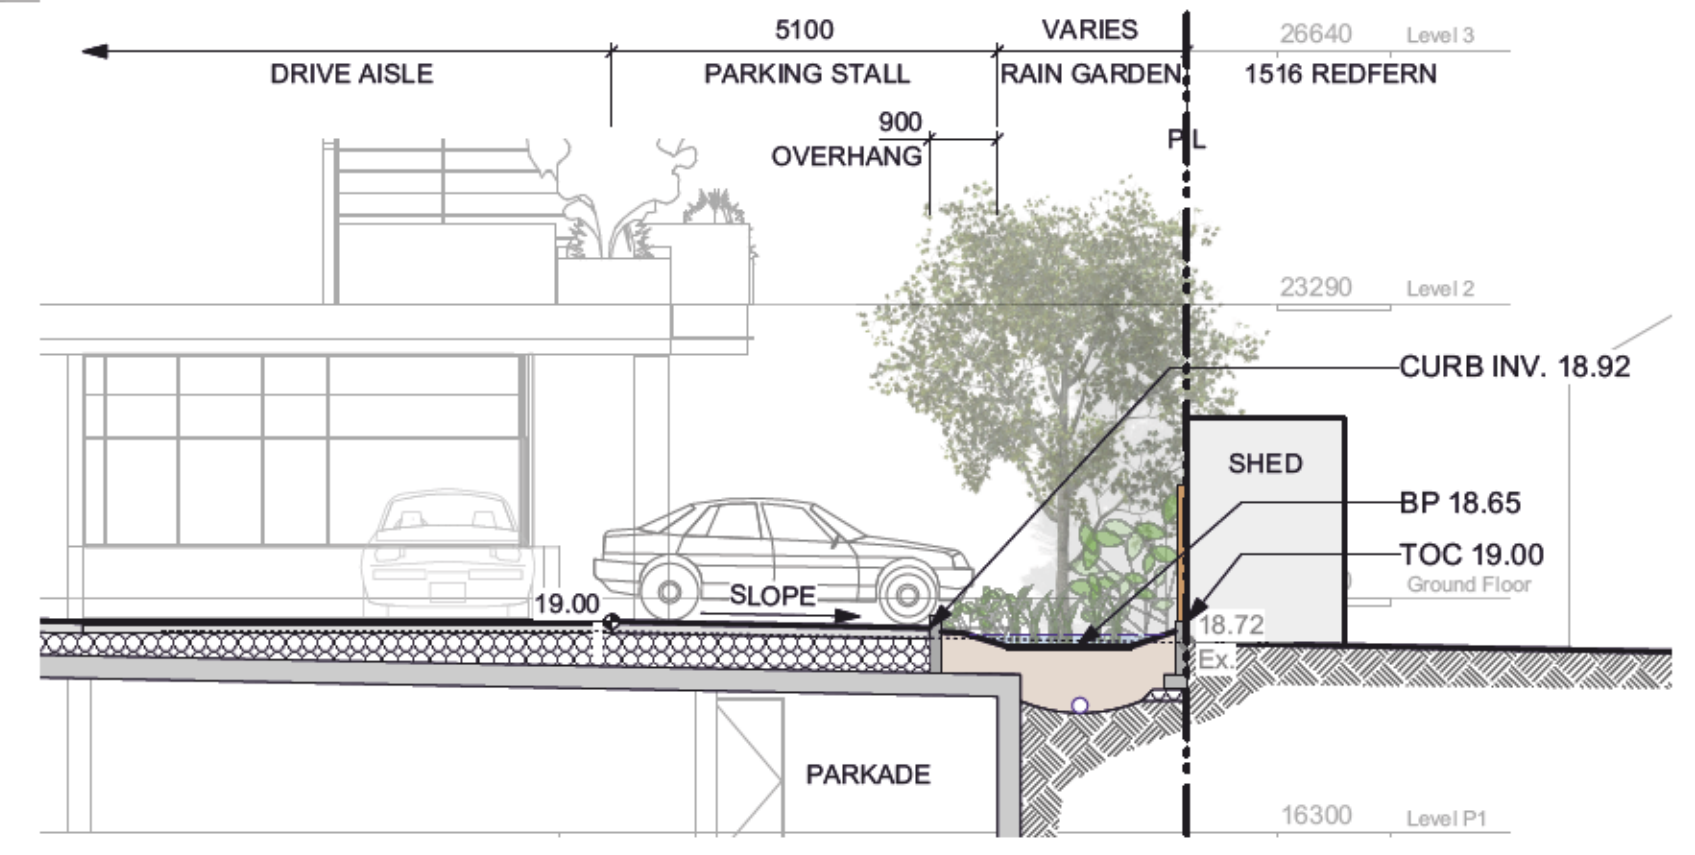 5100
VARIES
26640 Level 3
DRIVE AISLE
PARKING STALL
RAIN GARDEN
1516 REDFERN
900
OVERHANG
P L
23290 Level 2
CURB INV. 18.92
SHED
BP 18.65
TOC 19.00
Ground Floor
19.00
SLOPE
18.72
Ex.
PARKADE
16300 Level P1